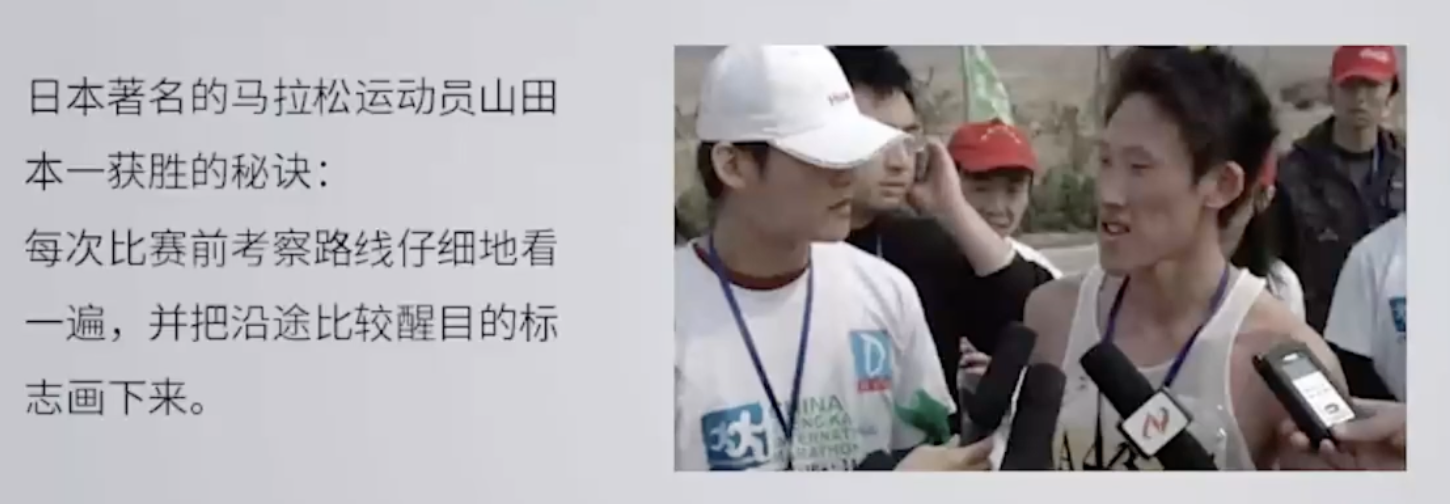 日本著名的马拉松运动员山田
本一获胜的秘诀：
每次比赛前考察路线仔细地看
一遍，并把沿途比较醒目的标
志画下来。
CHINA
MARATHON